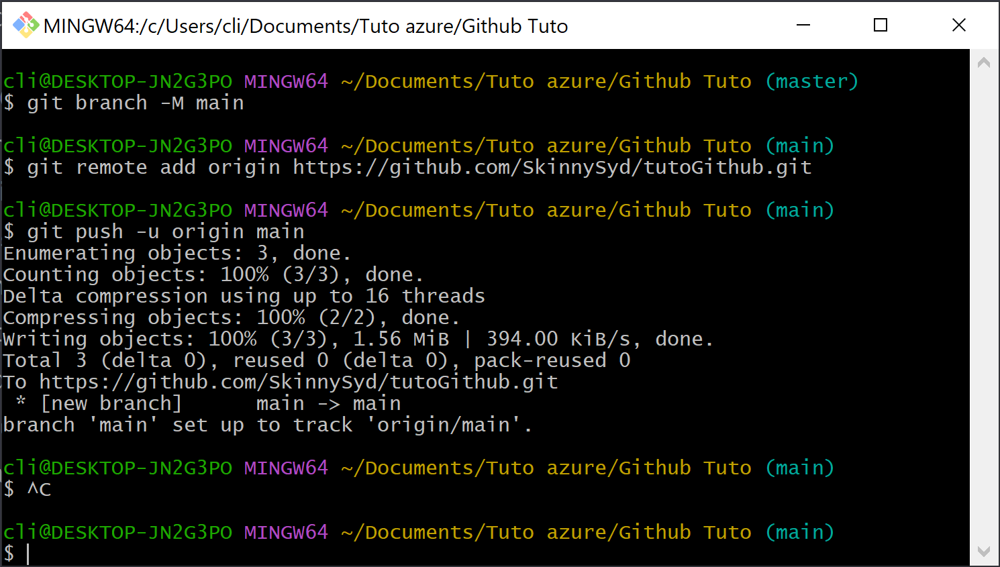 MINGW64:/c/Users/cli/Documents/Tuto azure/Github Tuto
cli@DESKTOP-JN2G3PO MINGW64 ~/Documents/Tuto azure/Github Tuto (master)
$ git branch -M main
cli@DESKTOP-JN2G3PO MINGW64 ~/Documents/Tuto azure/Github Tuto (main)
$ git remote add origin https://github.com/SkinnySyd/tutoGithub.git
cli@DESKTOP-JN2G3PO MINGW64 ~/Documents/Tuto azure/Github Tuto (main)
$ git push -u origin main
Enumerating objects: 3, done.
Counting objects: 100% (3/3), done.
Delta compression using up to 16 threads
Compressing objects: 100% (2/2), done.
Writing objects: 100% (3/3), 1.56 MiB | 394.00 KiB/s, done.
Total 3 (delta 0), reused 0 (delta 0), pack-reused 0
To https://github.com/SkinnySyd/tutoGithub.git
 * [new branch]      main -> main
branch 'main' set up to track 'origin/main'.
cli@DESKTOP-JN2G3PO MINGW64 ~/Documents/Tuto azure/Github Tuto (main)
$ ^C
cli@DESKTOP-JN2G3PO MINGW64 ~/Documents/Tuto azure/Github Tuto (main)
$